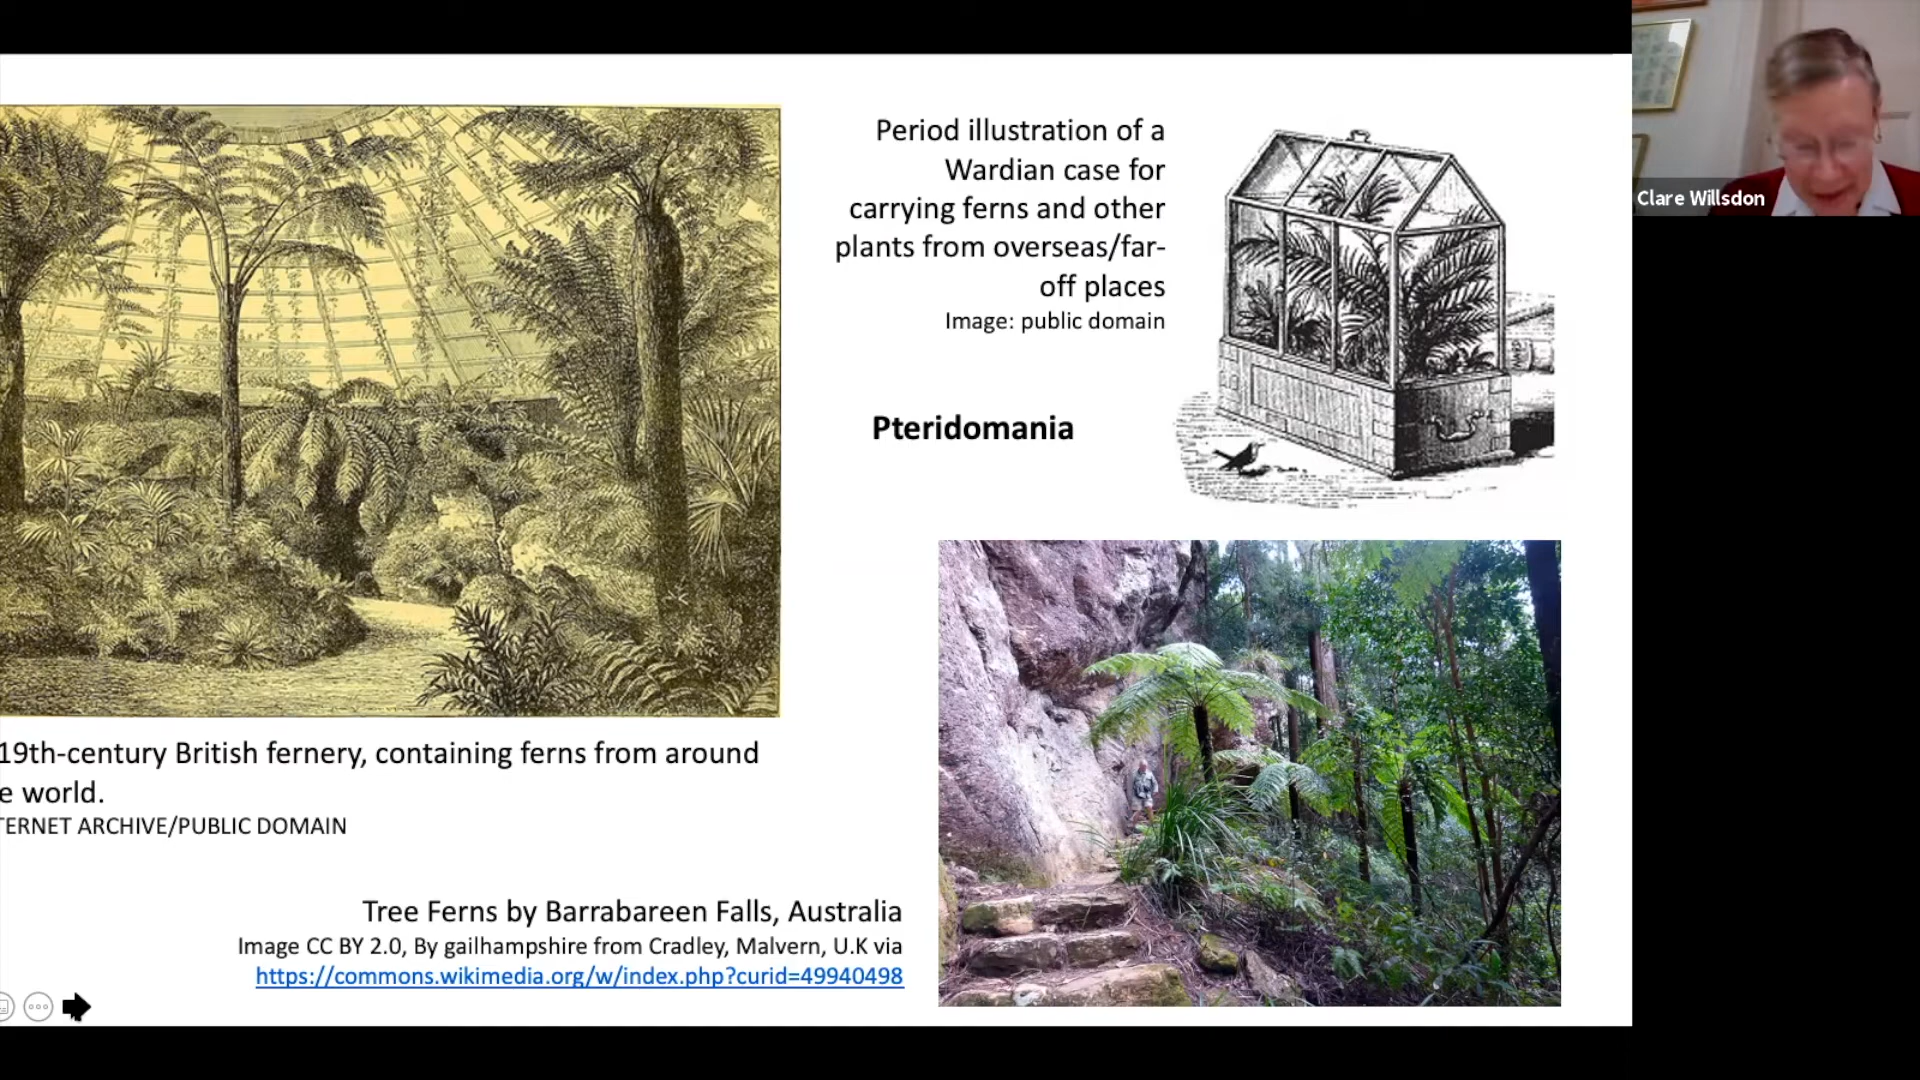 Period illustration of a
Wardian case for
carrying ferns and other
plants from overseas/far-
off places
Image: public domain
Clare Willsdon
Pteridomania
19th-century British fernery, containing ferns from around
e world.
TERNET ARCHIVE/PUBLIC DOMAIN
Tree Ferns by Barrabareen Falls, Australia
Image CC BY 2.0, By gailhampshire from Cradley, Malvern, U.K via
https://commons.wikimedia.org/w/index.php?curid=49940498